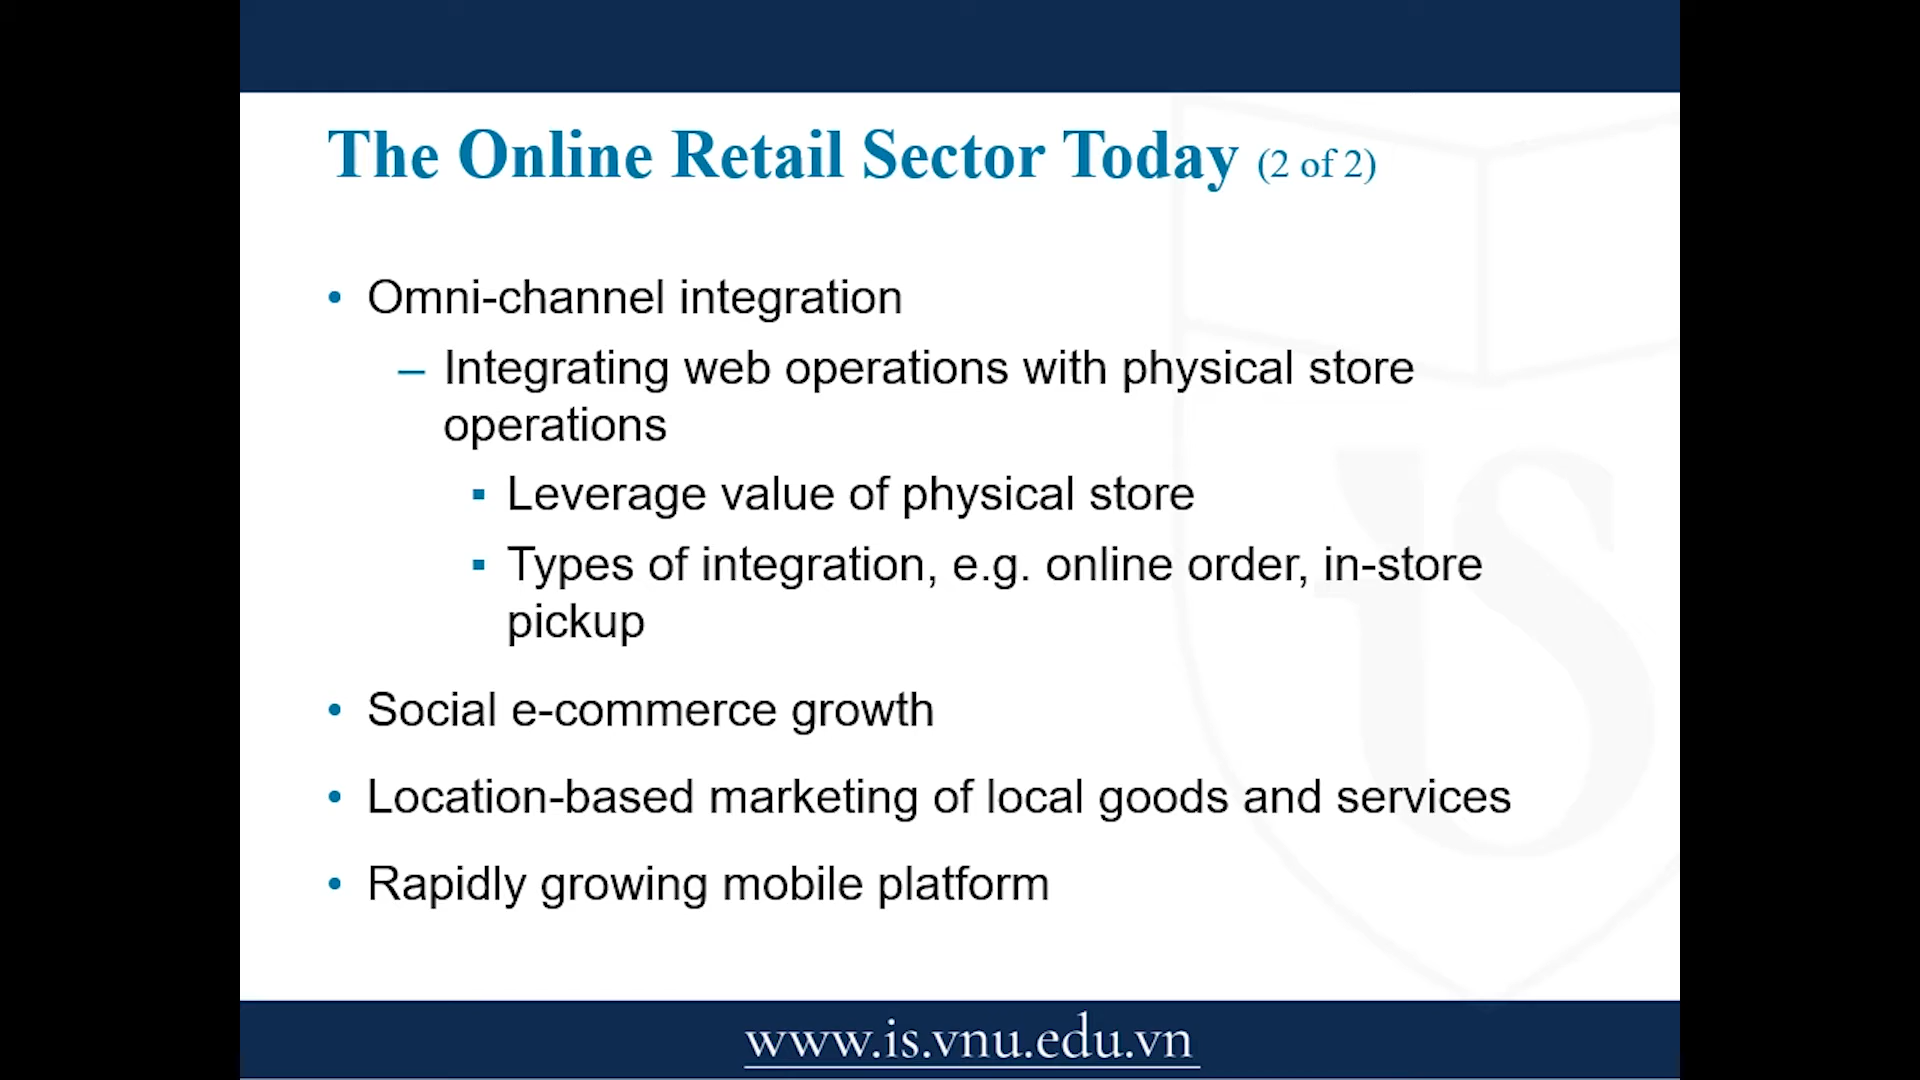 The Online Retail Sector Today (2 of 2)
• Omni-channel integration
– Integrating web operations with physical store
operations
▪ Leverage value of physical store
▪ Types of integration, e.g. online order, in-store
pickup
• Social e-commerce growth
• Location-based marketing of local goods and services
• Rapidly growing mobile platform
iS
www.is.vnu.edu.vn